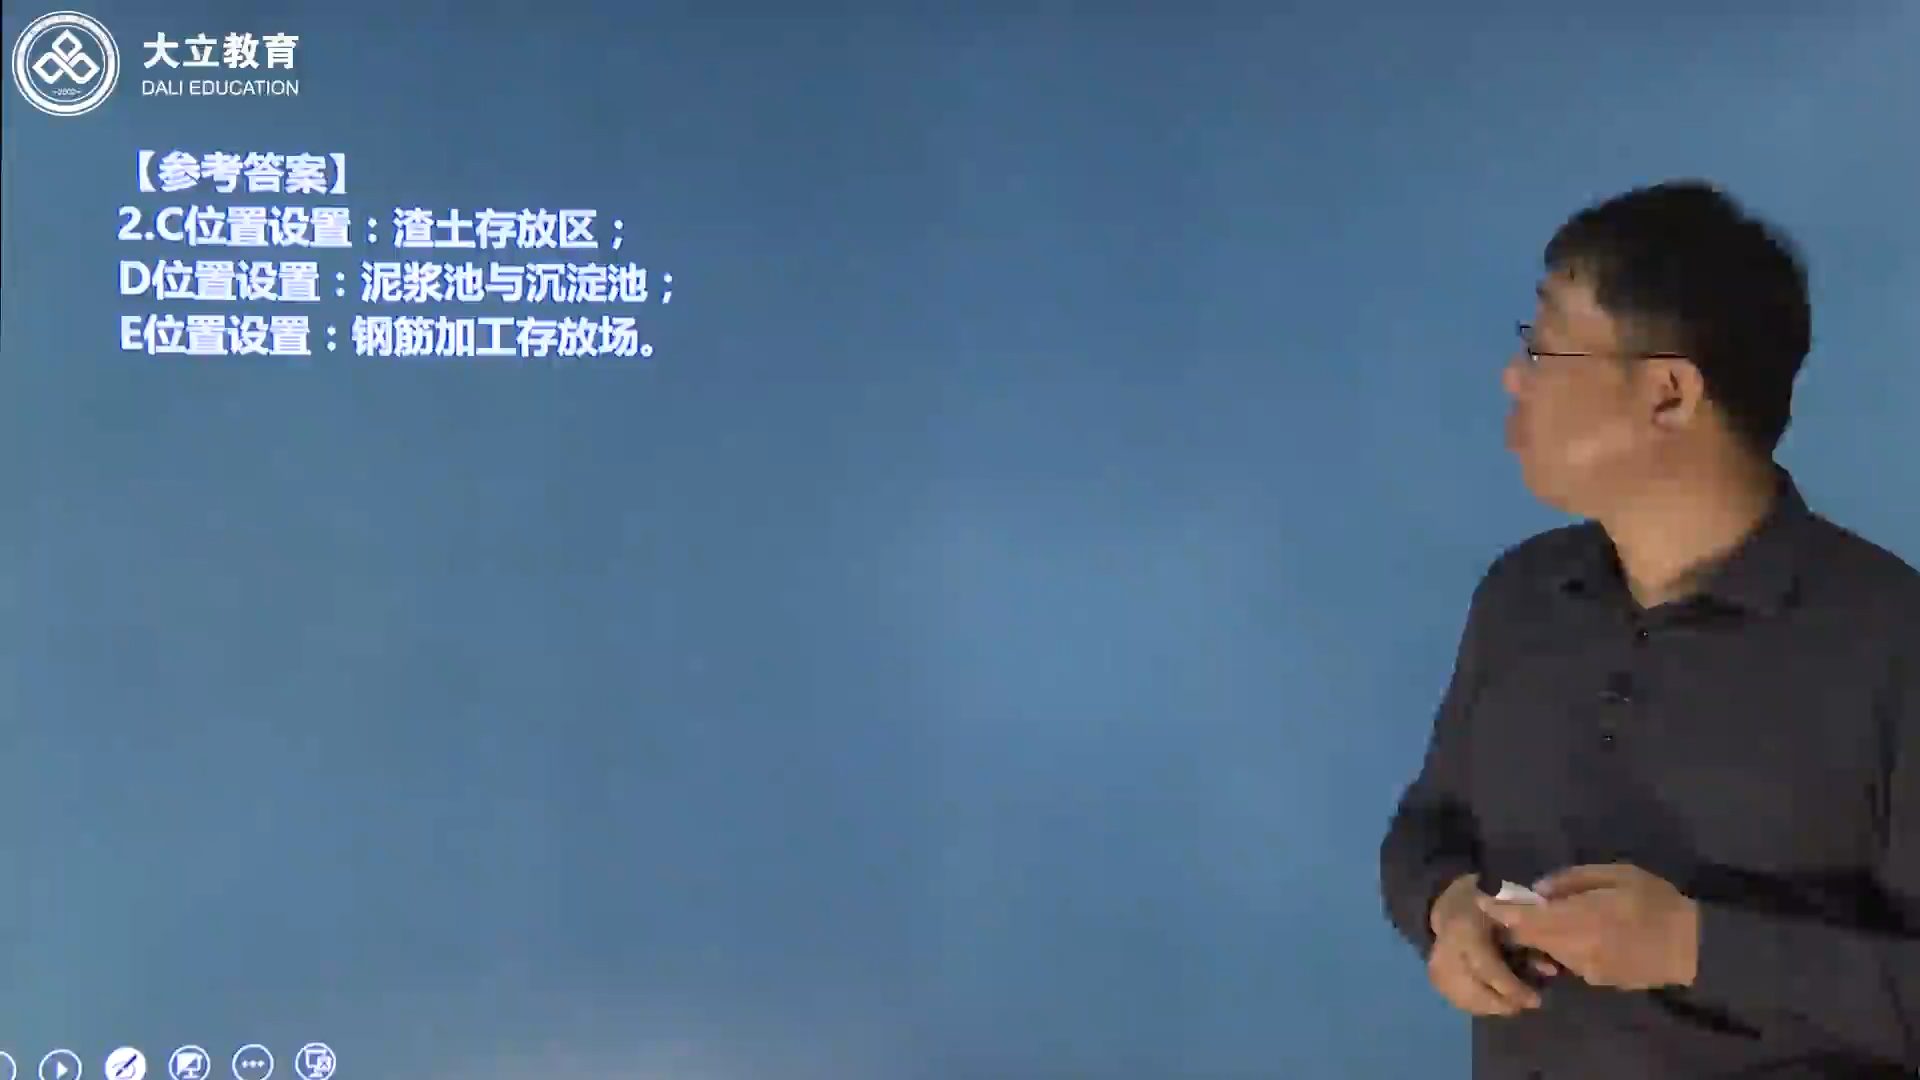 大立教育
DALI EDUCATION
【参考答案】
2.C位置设置：渣土存放区；
D位置设置：泥浆池与沉淀池；
E位置设置：钢筋加工存放场。